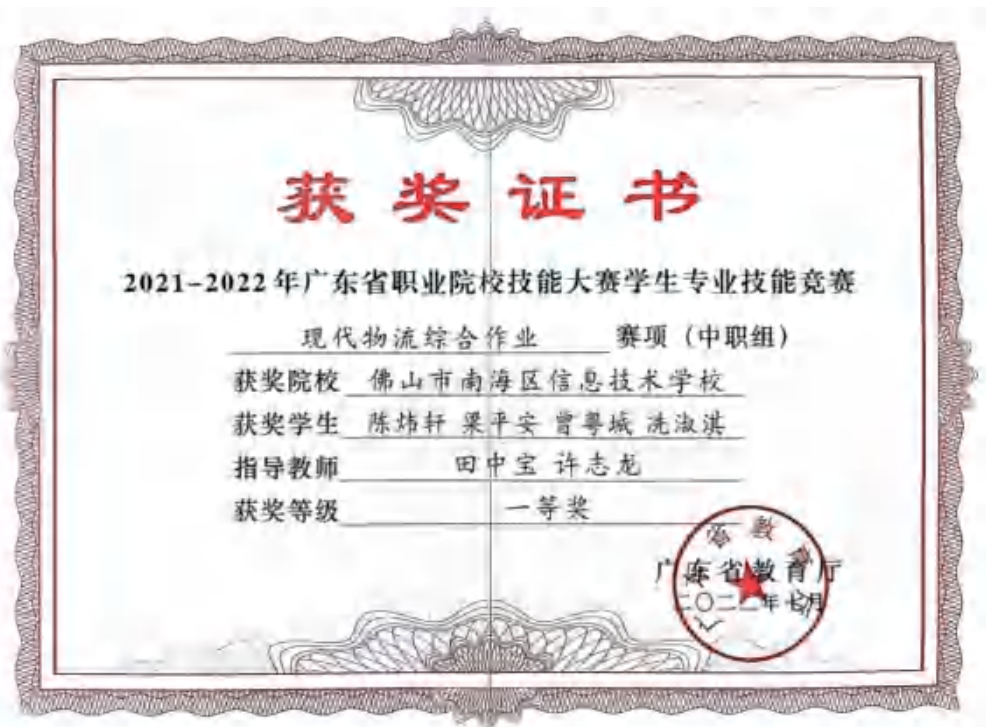 获奖证书
2021-2022年广东省职业院校技能大赛学生专业技能竞赛
现代物流综合作业 赛项（中职组）
获奖院校 佛山市南海区信息技术学校
获奖学生 陈炜轩 梁平安 曾粤城 冼淑淇
指导教师 田中宝 许志龙
获奖等级 一等奖
广东省教育厅
二〇二二年七月